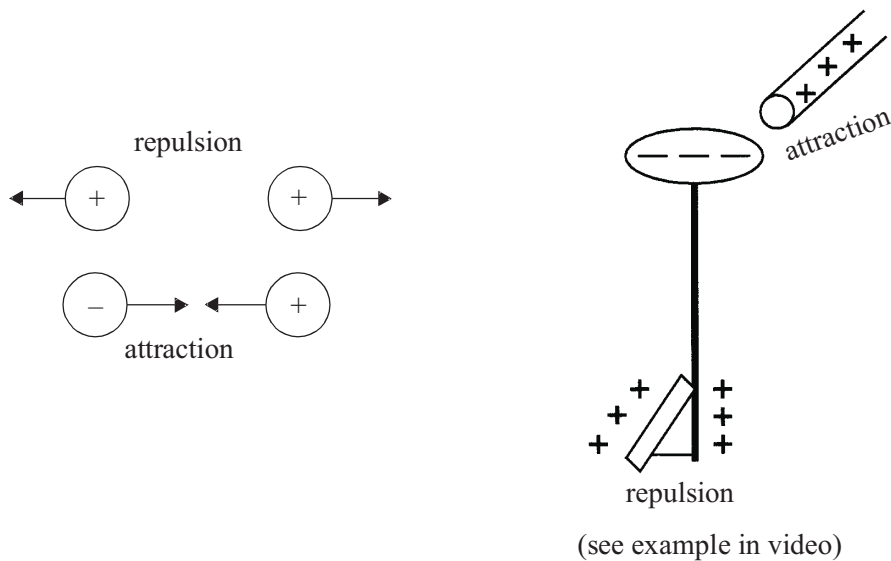 repulsion
+ +
– +
attraction
+ + +
attraction
– – –
+ +
+ +
+ +
repulsion
(see example in video)